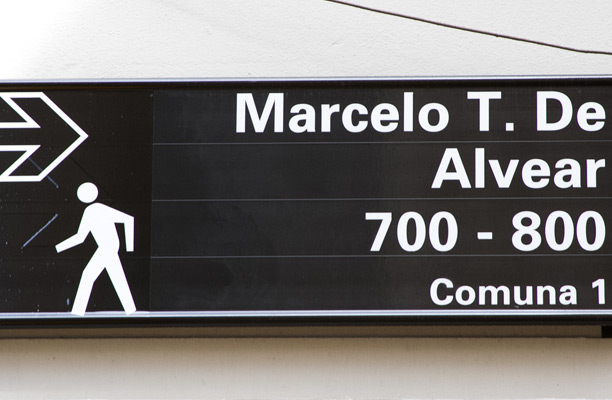 Marcelo T. De
Alvear
700 - 800
Comuna 1